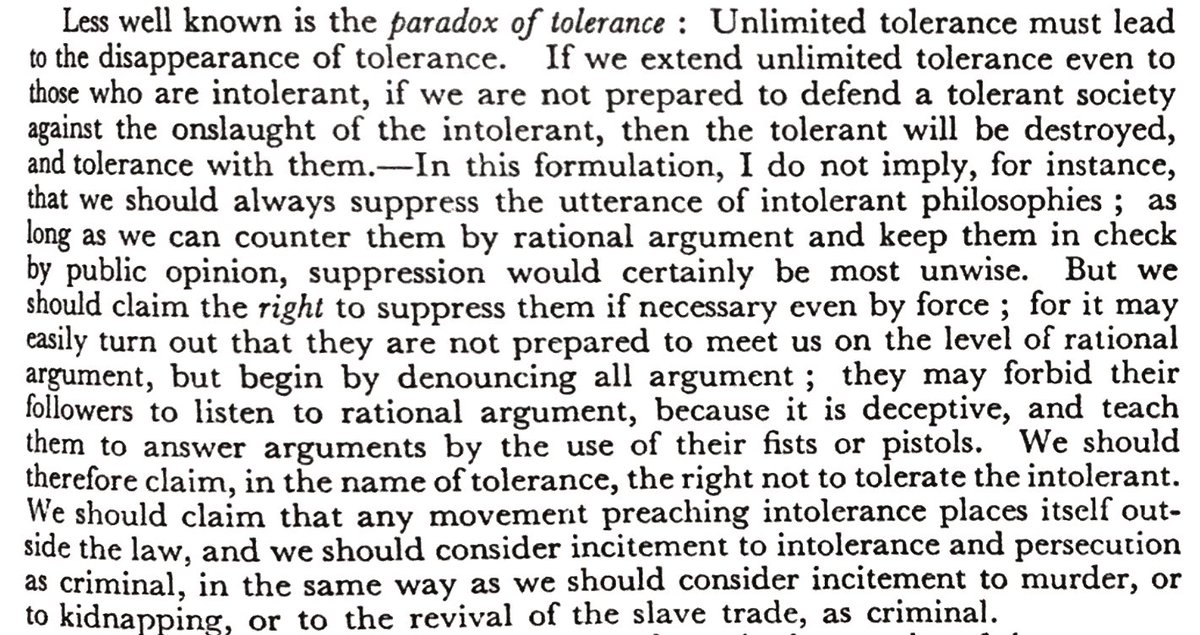 Less well known is the paradox of tolerance : Unlimited tolerance must lead
to the disappearance of tolerance. If we extend unlimited tolerance even to
those who are intolerant, if we are not prepared to defend a tolerant society
against the onslaught of the intolerant, then the tolerant will be destroyed,
and tolerance with them.—In this formulation, I do not imply, for instance,
that we should always suppress the utterance of intolerant philosophies ; as
long as we can counter them by rational argument and keep them in check
by public opinion, suppression would certainly be most unwise. But we
should claim the right to suppress them if necessary even by force ; for it may
easily turn out that they are not prepared to meet us on the level of rational
argument, but begin by denouncing all argument ; they may forbid their
followers to listen to rational argument, because it is deceptive, and teach
them to answer arguments by the use of their fists or pistols. We should
therefore claim, in the name of tolerance, the right not to tolerate the intolerant.
We should claim that any movement preaching intolerance places itself out-
side the law, and we should consider incitement to intolerance and persecution
as criminal, in the same way as we should consider incitement to murder, or
to kidnapping, or to the revival of the slave trade, as criminal.